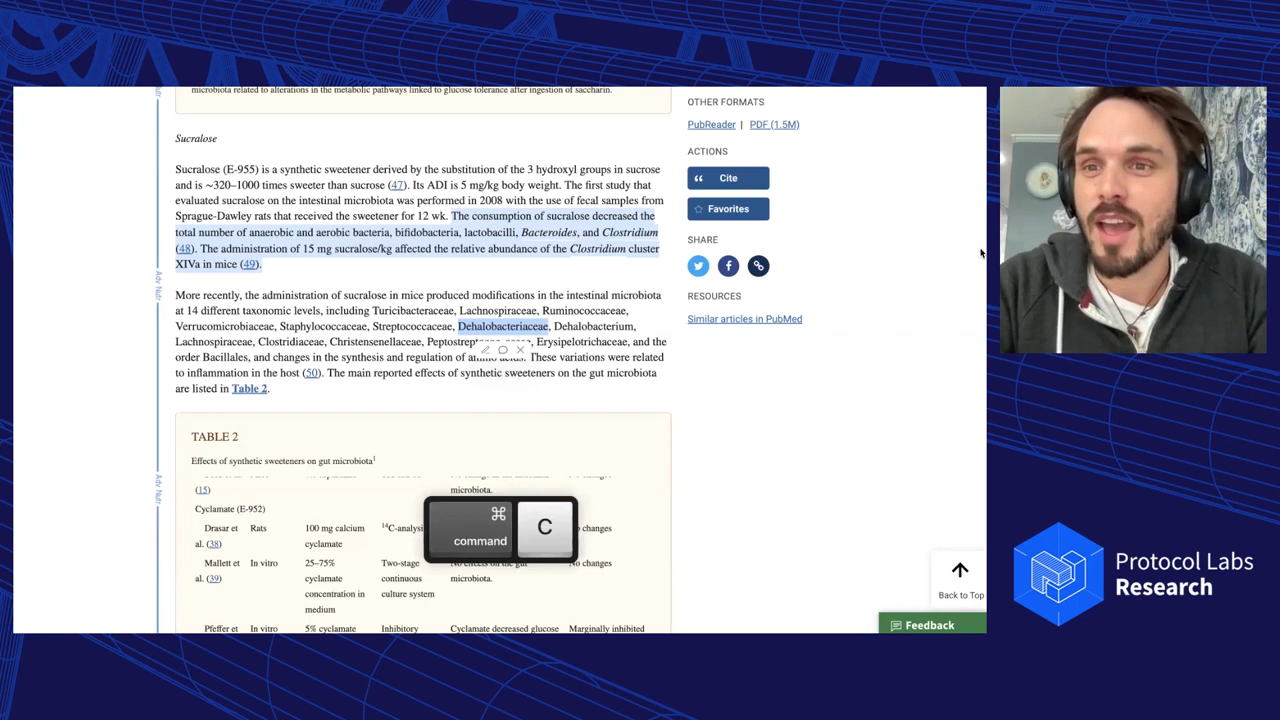 microbiota related to alterations in the metabolic pathways linked to glucose tolerance after ingestion of saccharin.
Sucralose
Sucralose (E-955) is a synthetic sweetener derived by the substitution of the 3 hydroxyl groups in sucrose
and is ~320–1000 times sweeter than sucrose (47). Its ADI is 5 mg/kg body weight. The first study that
evaluated sucralose on the intestinal microbiota was performed in 2008 with the use of fecal samples from
Sprague-Dawley rats that received the sweetener for 12 wk. The consumption of sucralose decreased the
total number of anaerobic and aerobic bacteria, bifidobacteria, lactobacilli, Bacteroides, and Clostridium
(48). The administration of 15 mg sucralose/kg affected the relative abundance of the Clostridium cluster
XIVa in mice (49).
More recently, the administration of sucralose in mice produced modifications in the intestinal microbiota
at 14 different taxonomic levels, including Turicibacteraceae, Lachnospiraceae, Ruminococcaceae,
Verrucomicrobiaceae, Staphylococcaceae, Streptococcaceae, Dehalobacteriaceae, Dehalobacterium,
Lachnospiraceae, Clostridiaceae, Christensenellaceae, Erysipelotrichaceae, and the
order Bacillales, and changes in the synthesis and regulation of amino acids. These variations were related
to inflammation in the host (50). The main reported effects of synthetic sweeteners on the gut microbiota
are listed in Table 2.
TABLE 2
Effects of synthetic sweeteners on gut microbiota1
(15) microbiota.
Cyclamate (E-952)
Drasar et Rats 100 mg calcium 14C-analysis changes
al. (38) cyclamate
Mallett et In vitro 25–75% Two-stage No effects on the gut No changes
al. (39) cyclamate continuous microbiota.
concentration in culture system
medium
Pfeffer et In vitro 5% cyclamate Inhibitory Cyclamate decreased glucose Marginally inhibited
OTHER FORMATS
PubReader | PDF (1.5M)
ACTIONS
Cite
Favorites
SHARE
RESOURCES
Similar articles in PubMed
Back to Top
Feedback
Adv Nutr
Adv Nutr
⌘
command
C
Protocol Labs
Research